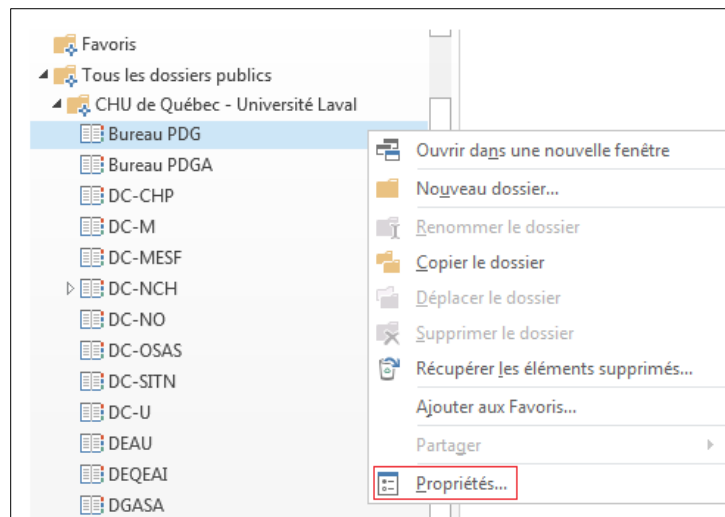 Favoris
Tous les dossiers publics
CHU de Québec - Université Laval
Bureau PDG
Bureau PDGA
DC-CHP
DC-M
DC-MESF
DC-NCH
DC-NO
DC-OSAS
DC-SITN
DC-U
DEAU
DEQEAI
DGASA
Ouvrir dans une nouvelle fenêtre
Nouveau dossier...
Renommer le dossier
Copier le dossier
Déplacer le dossier
Supprimer le dossier
Récupérer les éléments supprimés...
Ajouter aux Favoris...
Partager
Propriétés...